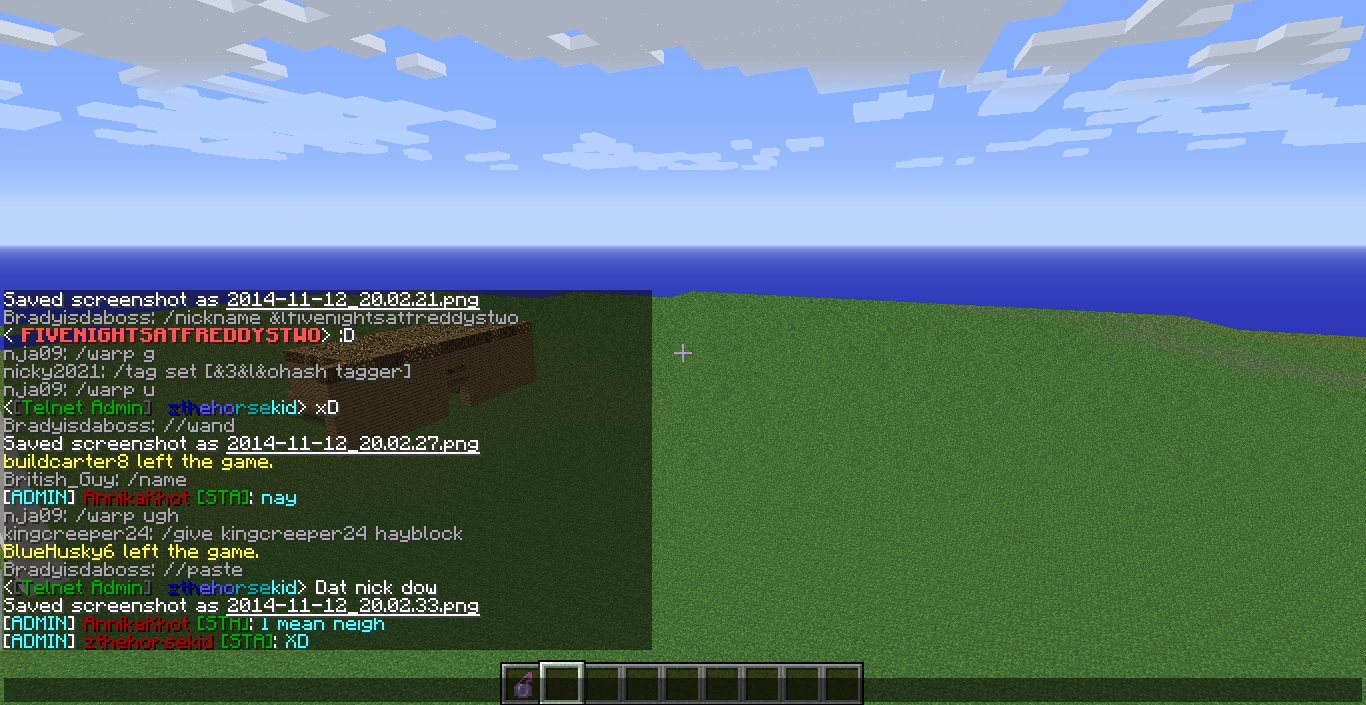 Saved screenshot as 2014-11-12_20.02.21.png
Bradyisdaboss: /nickname &lfivenightsatfreddystwo
< FIVENIGHTSATFREDDYSTWO> :D
nja09: /warp g
nicky2021: /tag set [&3&l&ohash tagger]
nja09: /warp u
<[Telnet Admin] zthehorsekid> xD
Bradyisdaboss: //wand
Saved screenshot as 2014-11-12_20.02.27.png
buildcarter8 left the game.
British_Guy: /name
[ADMIN] AnnikaKhot [STA]: nay
nja09: /warp ugh
kingcreeper24: /give kingcreeper24 hayblock
BlueHusky6 left the game.
Bradyisdaboss: //paste
<[Telnet Admin] zthehorsekid> Dat nick dow
Saved screenshot as 2014-11-12_20.02.33.png
[ADMIN] AnnikaKhot [STA]: I mean neigh
[ADMIN] zthehorsekid [STA]: XD